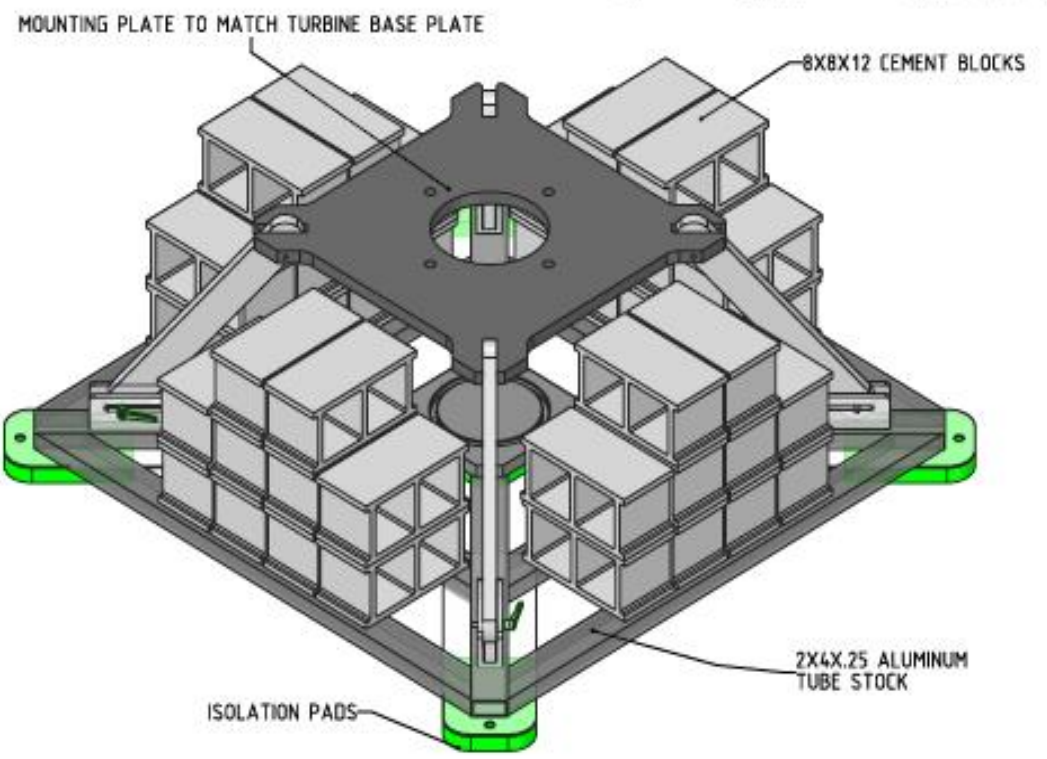 MOUNTING PLATE TO MATCH TURBINE BASE PLATE
8X8X12 CEMENT BLOCKS
2X4X.25 ALUMINUM
TUBE STOCK
ISOLATION PADS